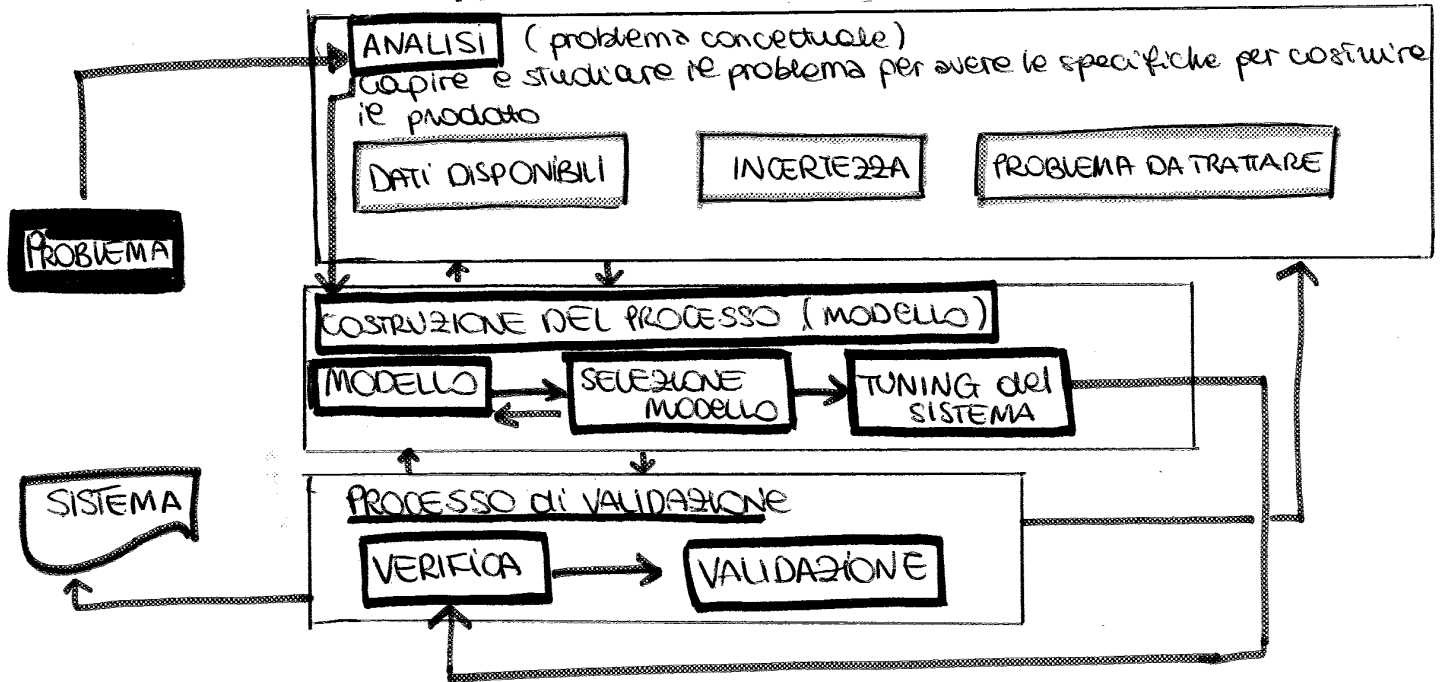 ANALISI (problema concettuale)
capire e studiare il problema per avere le specifiche per costruire
il prodotto
DATI DISPONIBILI
INCERTEZZA
PROBLEMA DA TRATTARE
PROBLEMA
COSTRUZIONE DEL PROCESSO (MODELLO)
MODELLO
SELEZIONE
MODELLO
TUNING del
SISTEMA
SISTEMA
PROCESSO di VALIDAZIONE
VERIFICA
VALIDAZIONE